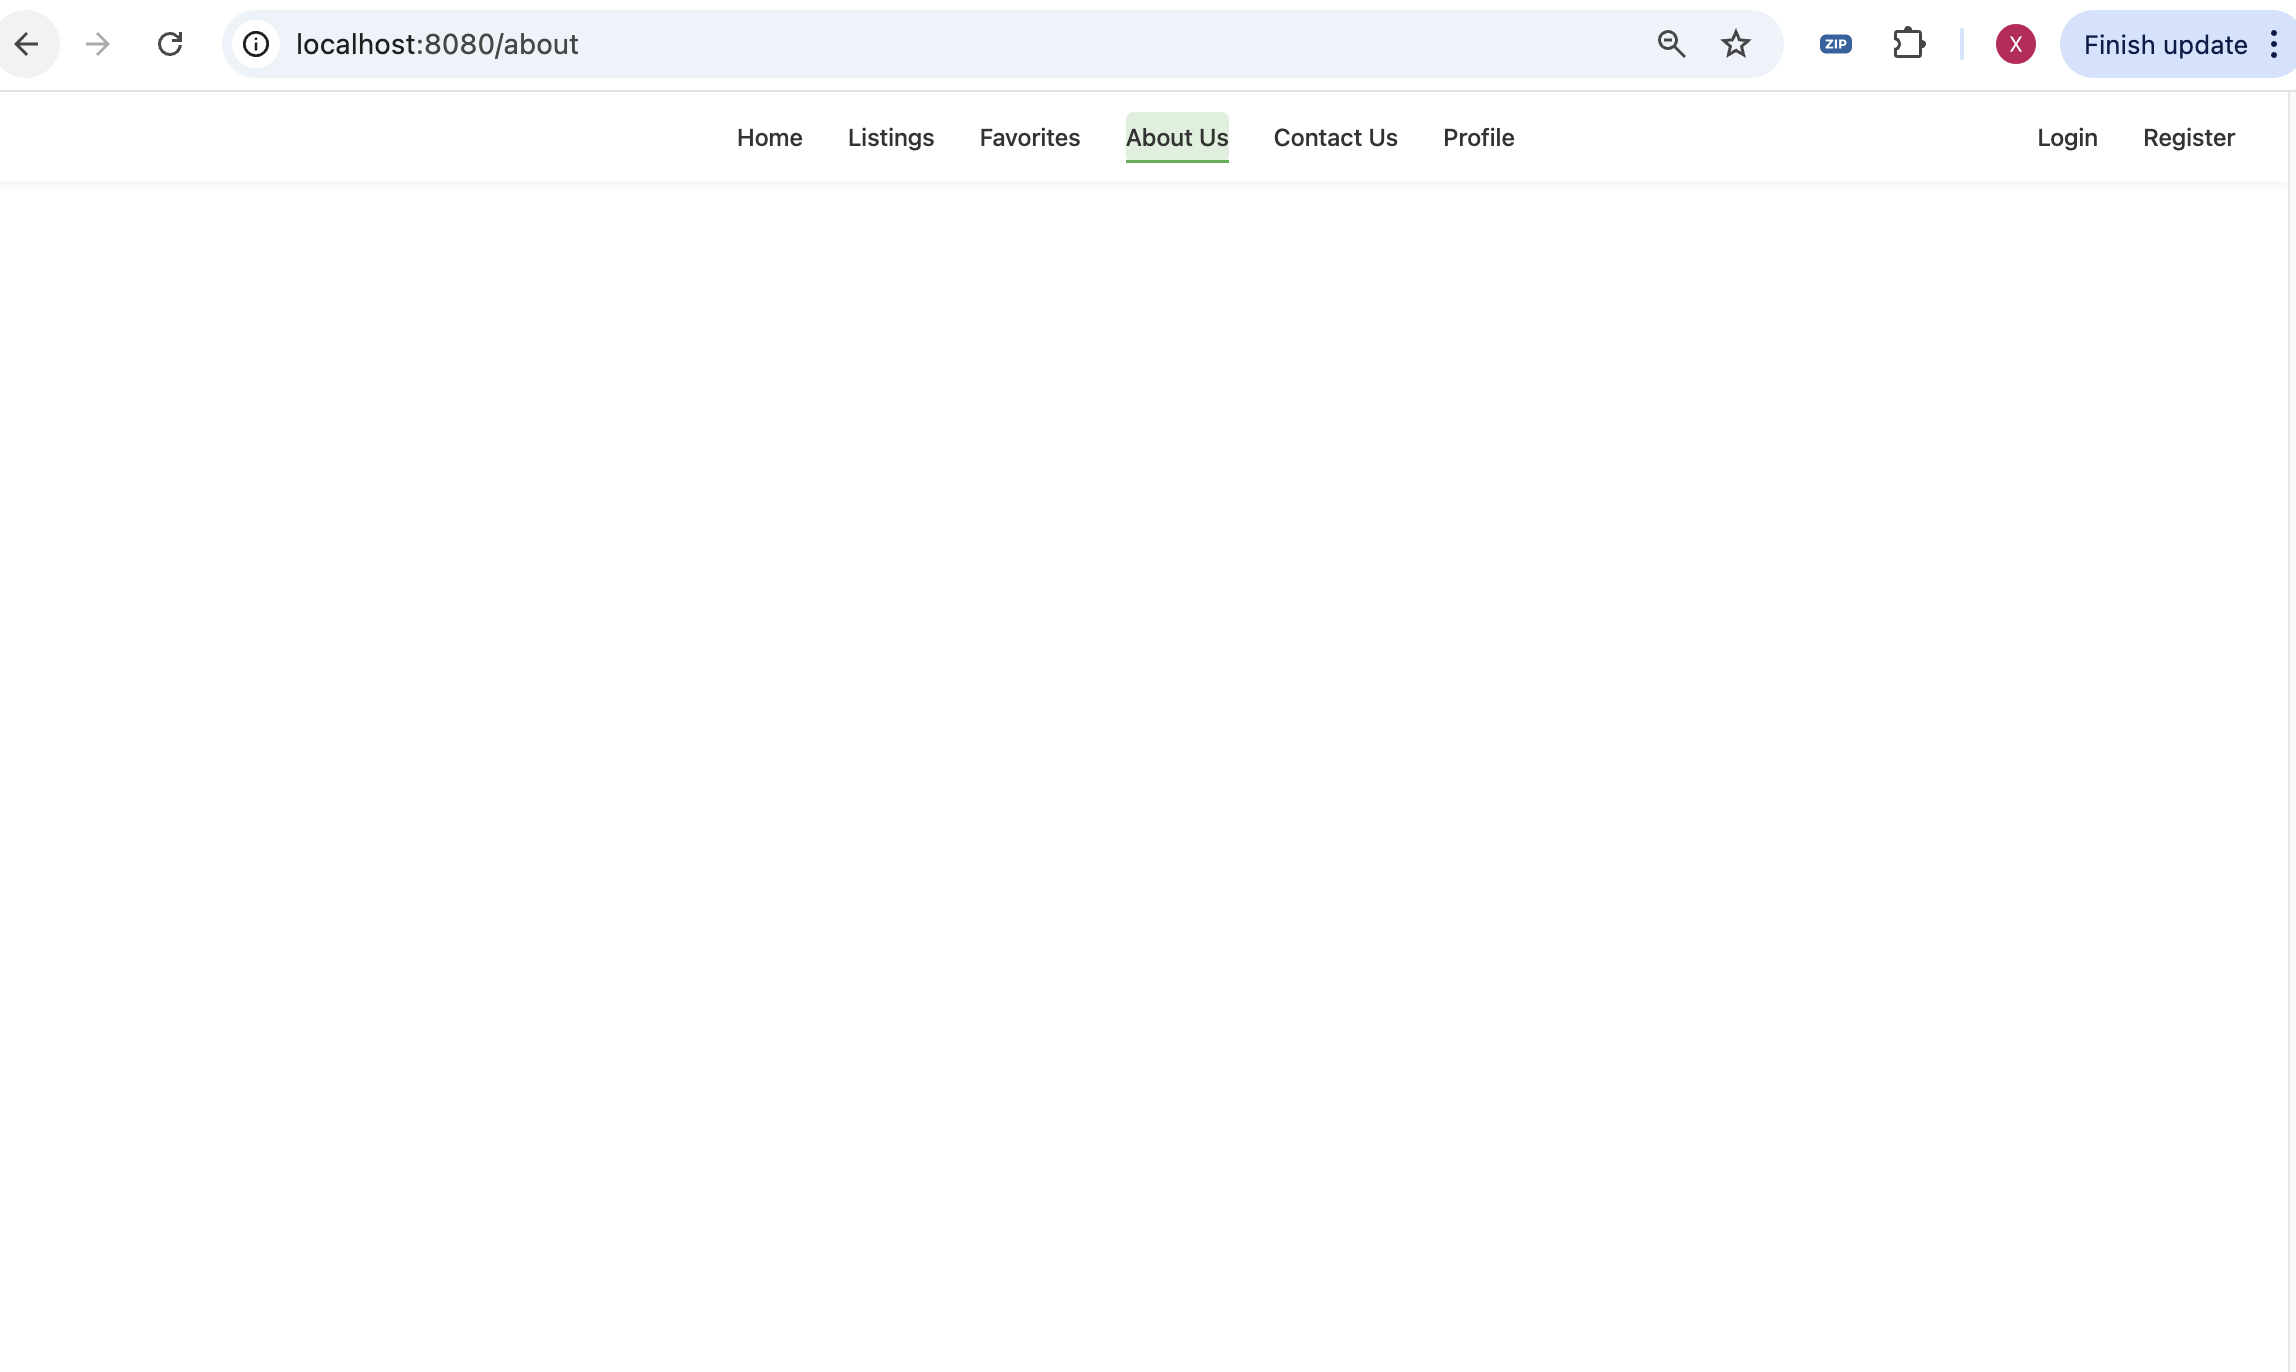 localhost:8080/about
ZIP
X
Finish update
Home Listings Favorites About Us Contact Us Profile Login Register